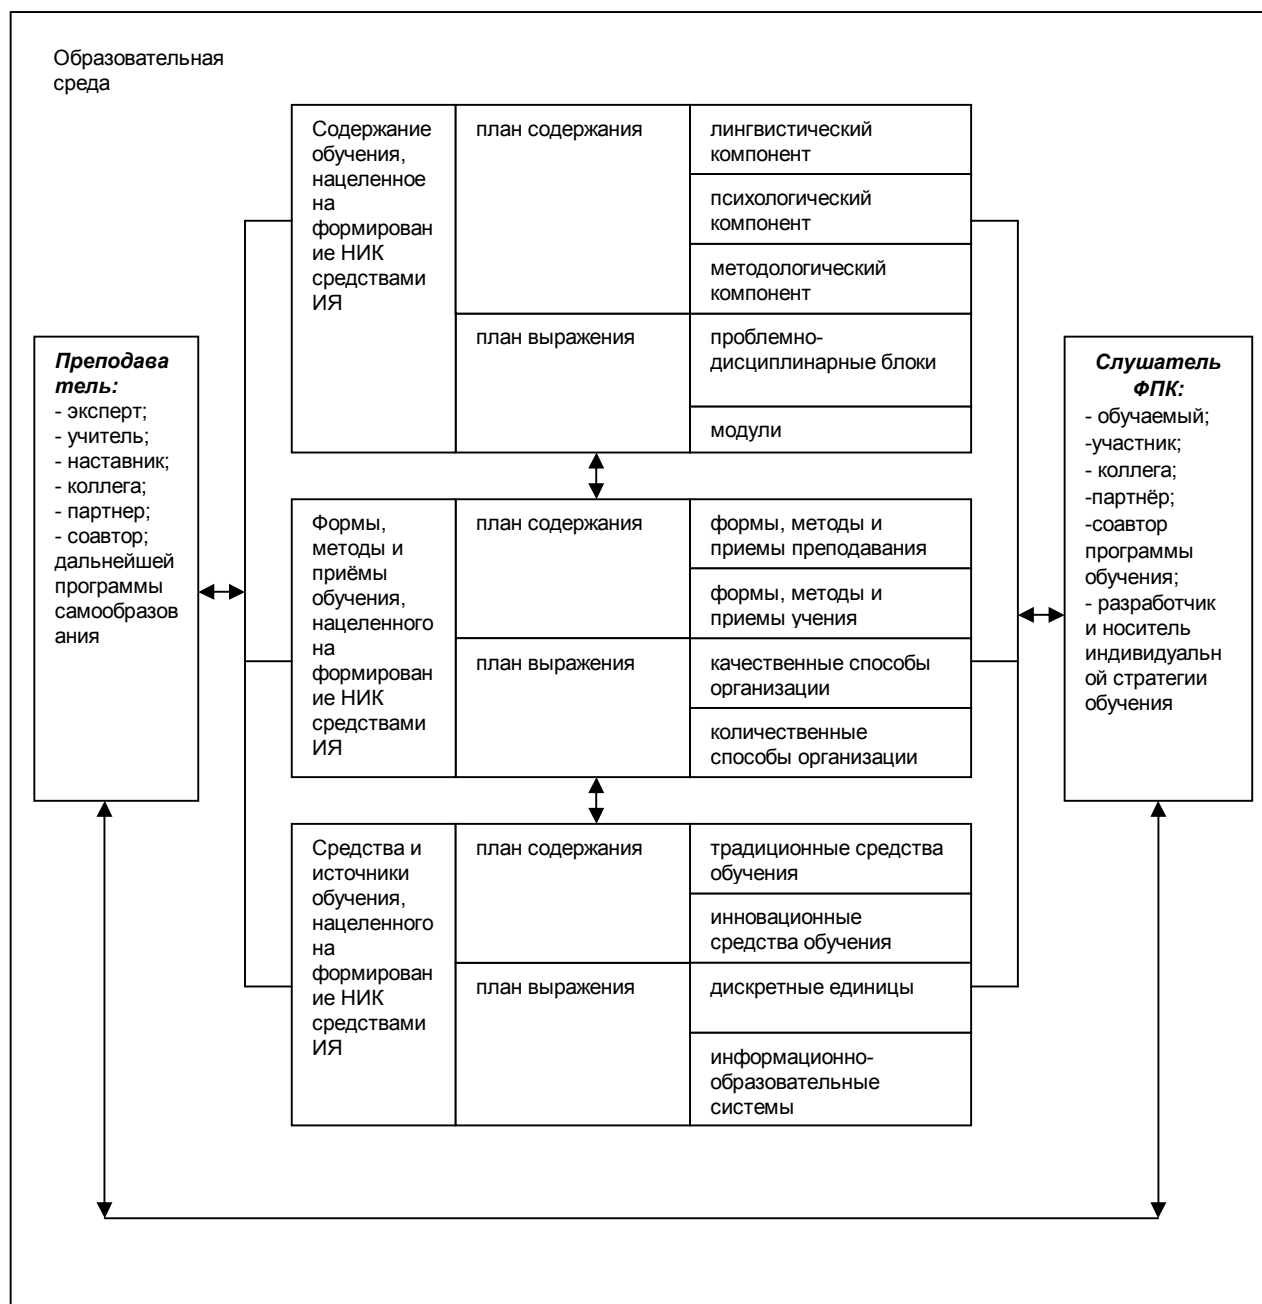 Образовательная
среда
Содержание
обучения,
нацеленное
на
формирован
ие НИК
средствами
ИЯ
план содержания
лингвистический
компонент
психологический
компонент
методологический
компонент
план выражения
проблемно-
дисциплинарные блоки
модули
Преподава
тель:
- эксперт;
- учитель;
- наставник;
- коллега;
- партнер;
- соавтор;
дальнейшей
программы
самообразов
ания
Формы,
методы и
приёмы
обучения,
нацеленного
на
формирован
ие НИК
средствами
ИЯ
план содержания
формы, методы и
приемы преподавания
формы, методы и
приемы учения
план выражения
качественные способы
организации
количественные
способы организации
Средства и
источники
обучения,
нацеленного
на
формирован
ие НИК
средствами
ИЯ
план содержания
традиционные средства
обучения
инновационные
средства обучения
план выражения
дискретные единицы
информационно-
образовательные
системы
Слушатель
ФПК:
- обучаемый;
-участник;
- коллега;
-партнёр;
-соавтор
программы
обучения;
- разработчик
и носитель
индивидуальн
ой стратегии
обучения